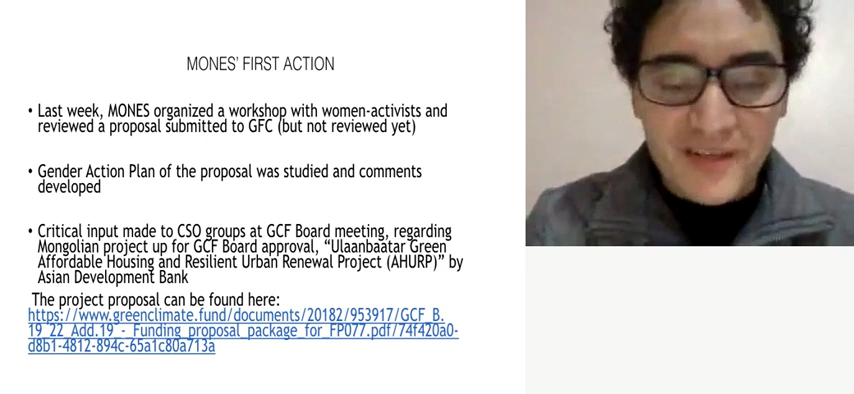 MONES' FIRST ACTION
• Last week, MONES organized a workshop with women-activists and
reviewed a proposal submitted to GFC (but not reviewed yet)
• Gender Action Plan of the proposal was studied and comments
developed
• Critical input made to CSO groups at GCF Board meeting, regarding
Mongolian project up for GCF Board approval, “Ulaanbaatar Green
Affordable Housing and Resilient Urban Renewal Project (AHURP)” by
Asian Development Bank
The project proposal can be found here:
https://www.greenclimate.fund/documents/20182/953917/GCF_B.
19_22_Add.19_-_Funding_proposal_package_for_FP077.pdf/74f420a0-
d8b1-4812-894c-65a1c80a713a